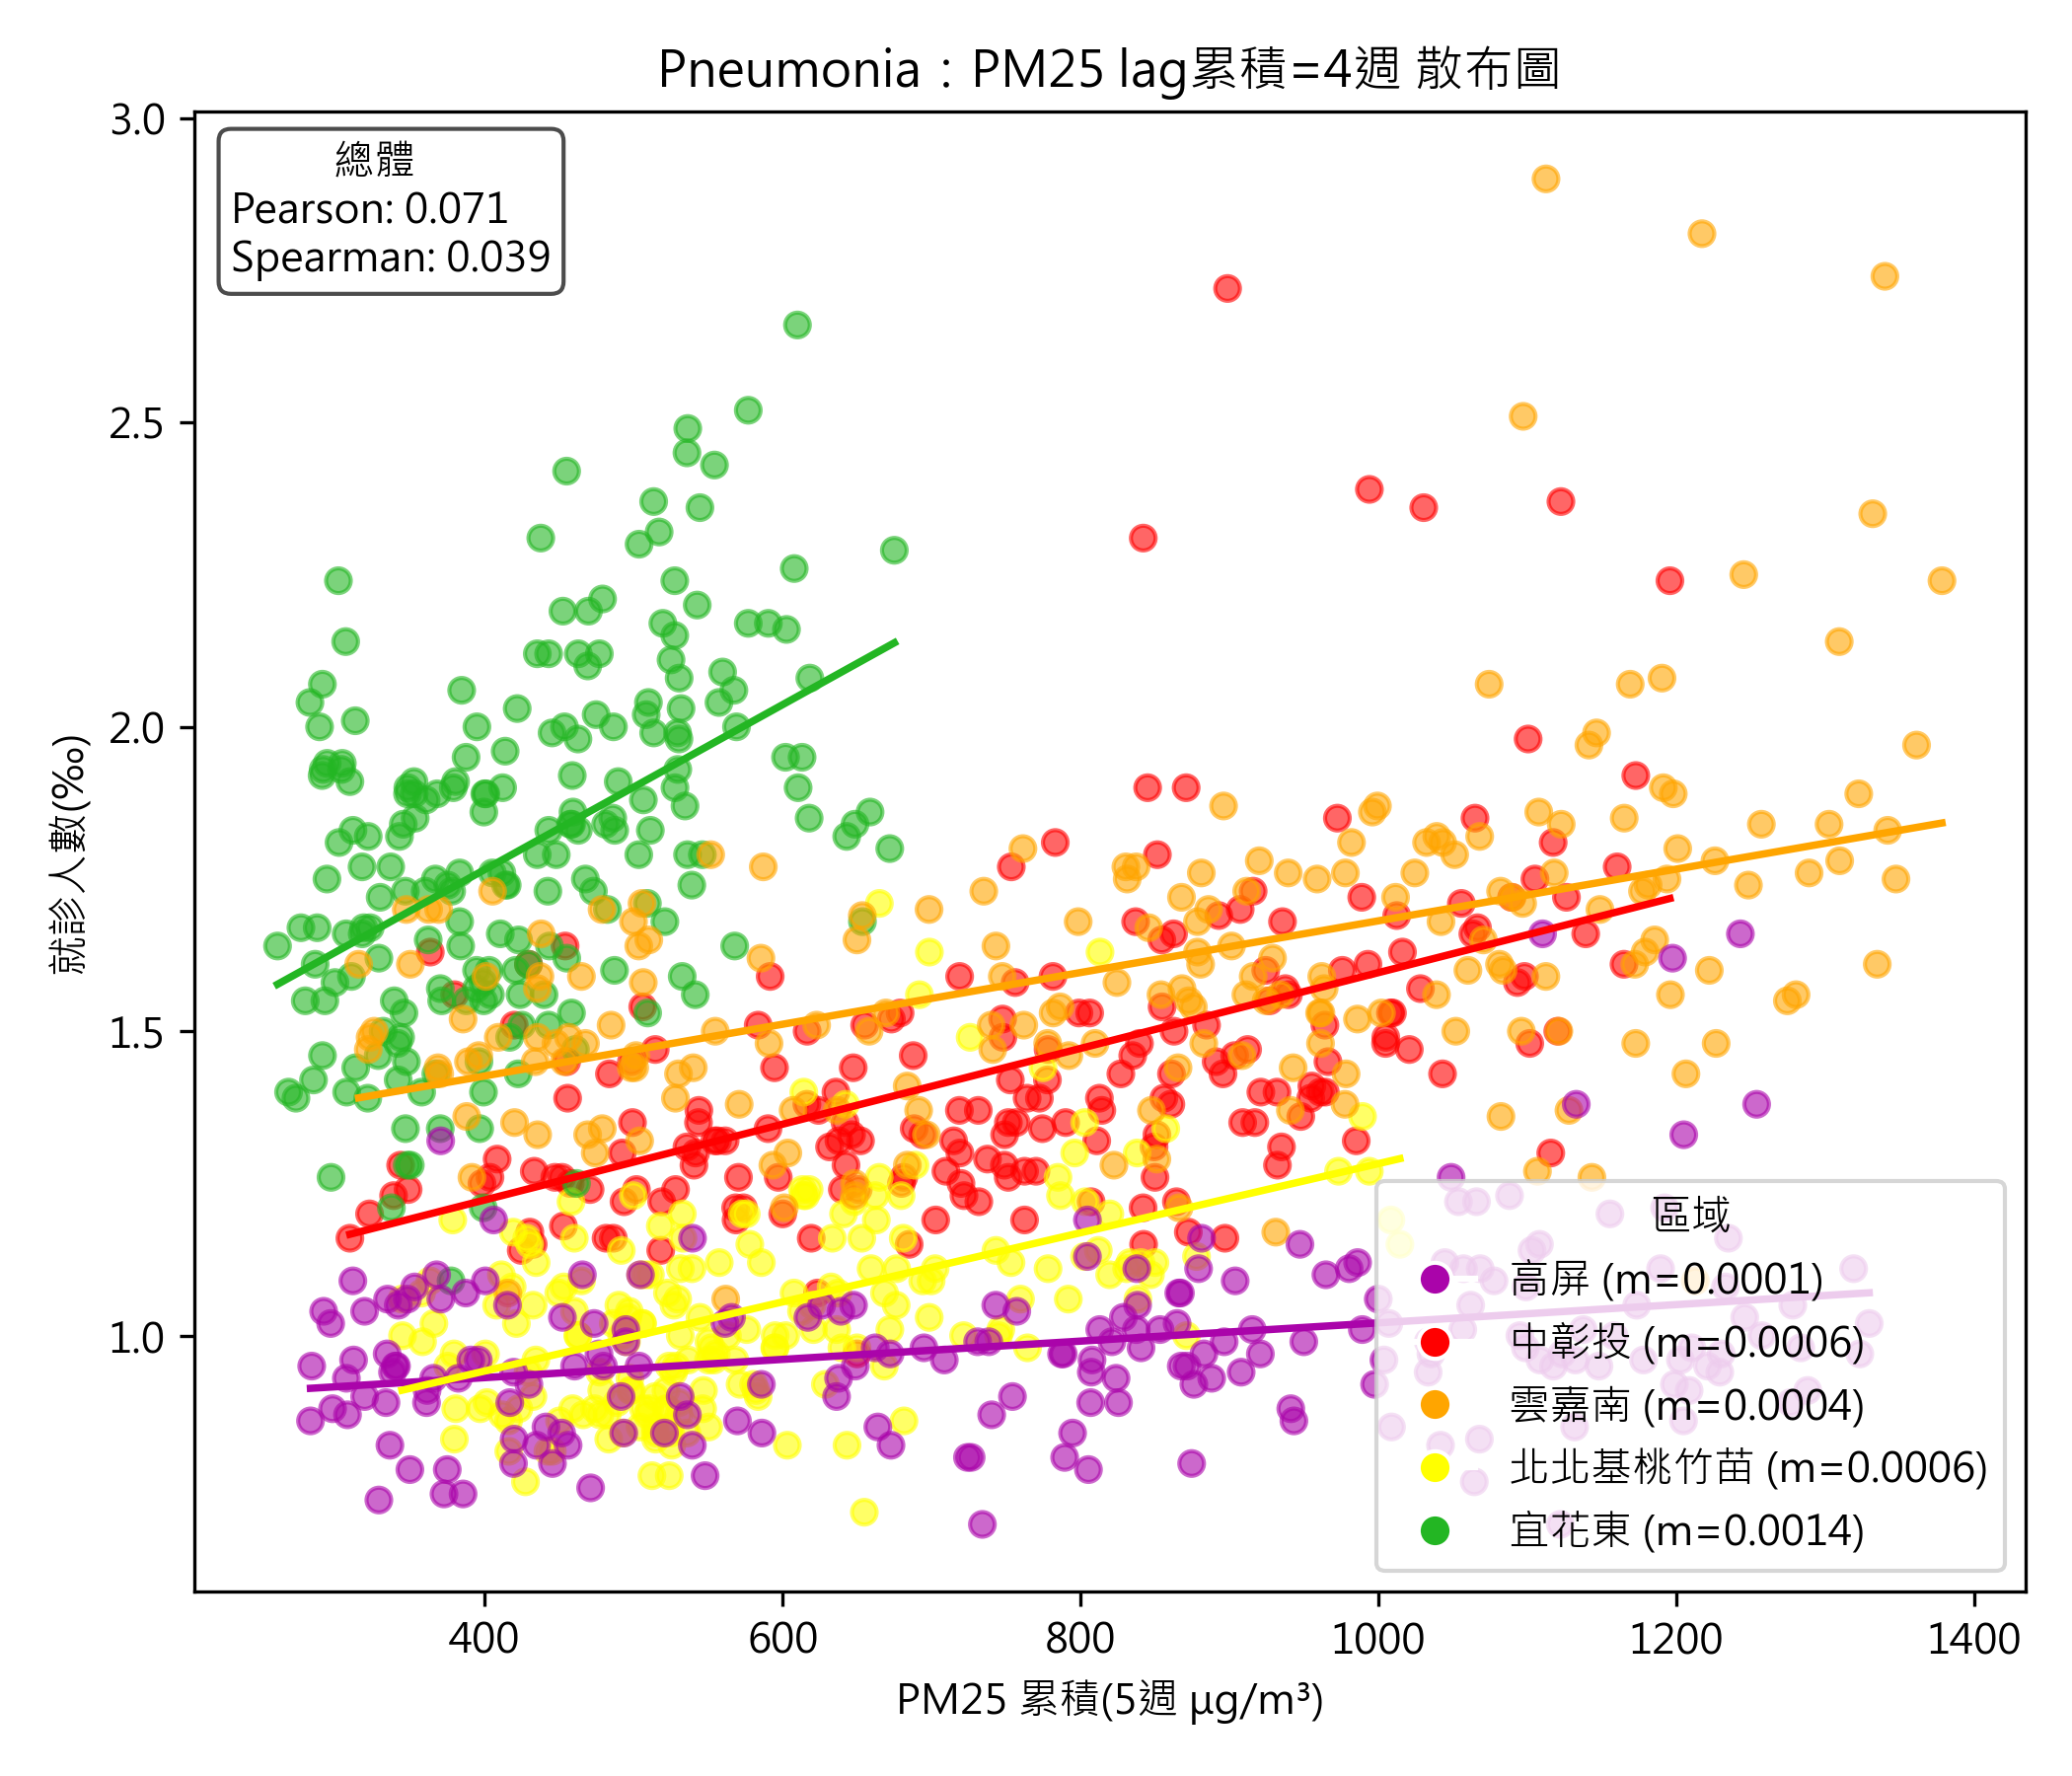 Pneumonia：PM25 lag累積=4週 散布圖
總體
Pearson: 0.071
Spearman: 0.039
就診人數(‰)
3.0
2.5
2.0
1.5
1.0
區域
高屏 (m=0.0001)
中彰投 (m=0.0006)
雲嘉南 (m=0.0004)
北北基桃竹苗 (m=0.0006)
宜花東 (m=0.0014)
400 600 800 1000 1200 1400
PM25 累積(5週 µg/m³)